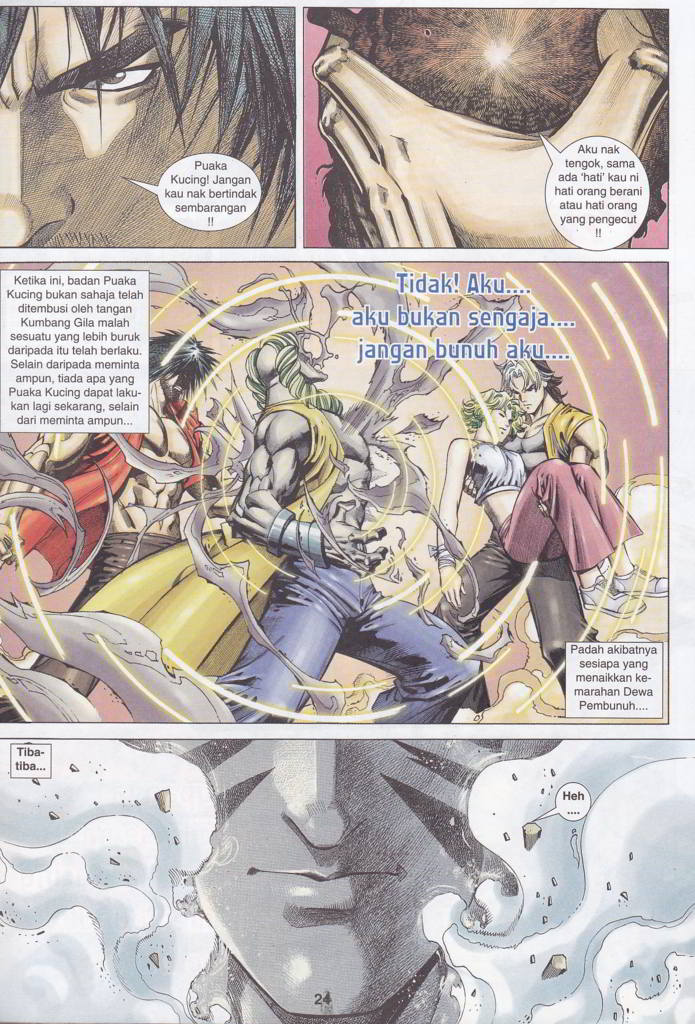 Puaka
Kucing! Jangan
kau nak bertindak
sembarangan
!!
Aku nak
tengok, sama
ada 'hati' kau ni
hati orang berani
atau hati orang
yang pengecut
!!
Ketika ini, badan Puaka
Kucing bukan sahaja telah
ditembusi oleh tangan
Kumbang Gila malah
sesuatu yang lebih buruk
daripada itu telah berlaku.
Selain daripada meminta
ampun, tiada apa yang
Puaka Kucing dapat laku-
kan lagi sekarang, selain
dari meminta ampun...
Tidak! Aku....
aku bukan sengaja....
jangan bunuh aku....
Padah akibatnya
sesiapa yang
menaikkan ke-
marahan Dewa
Pembunuh....
Tiba-
tiba...
Heh
....
24